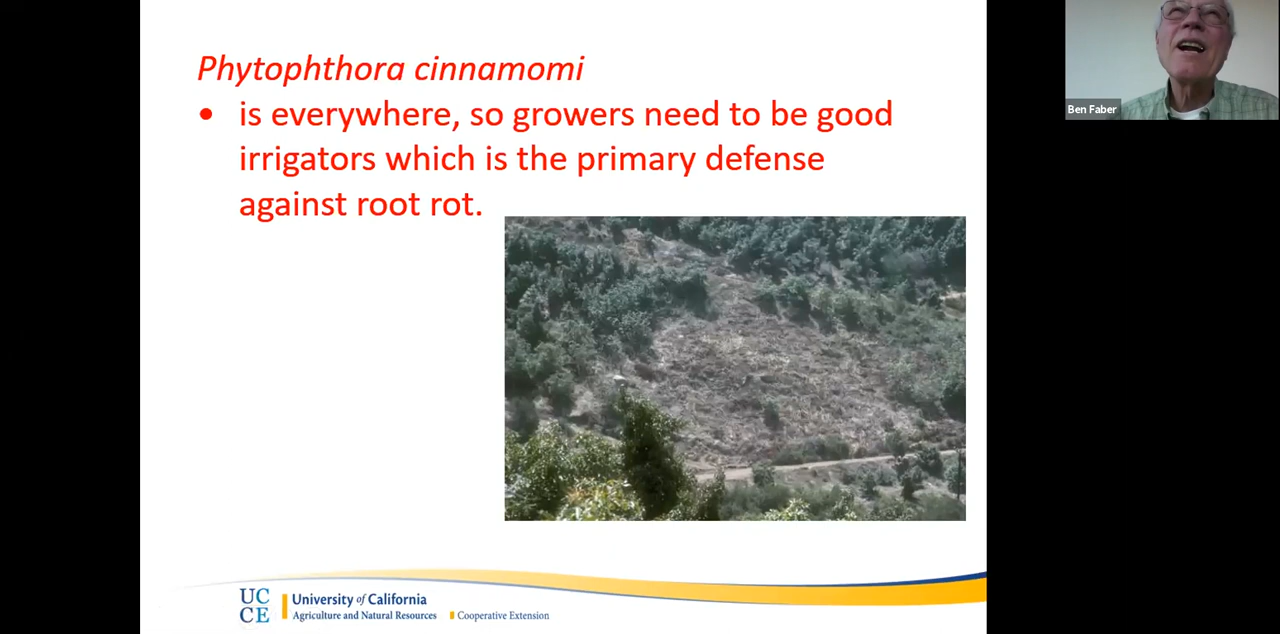 Phytophthora cinnamomi
• is everywhere, so growers need to be good
irrigators which is the primary defense
against root rot.
Ben Faber
UC
CE
University of California
Agriculture and Natural Resources
Cooperative Extension